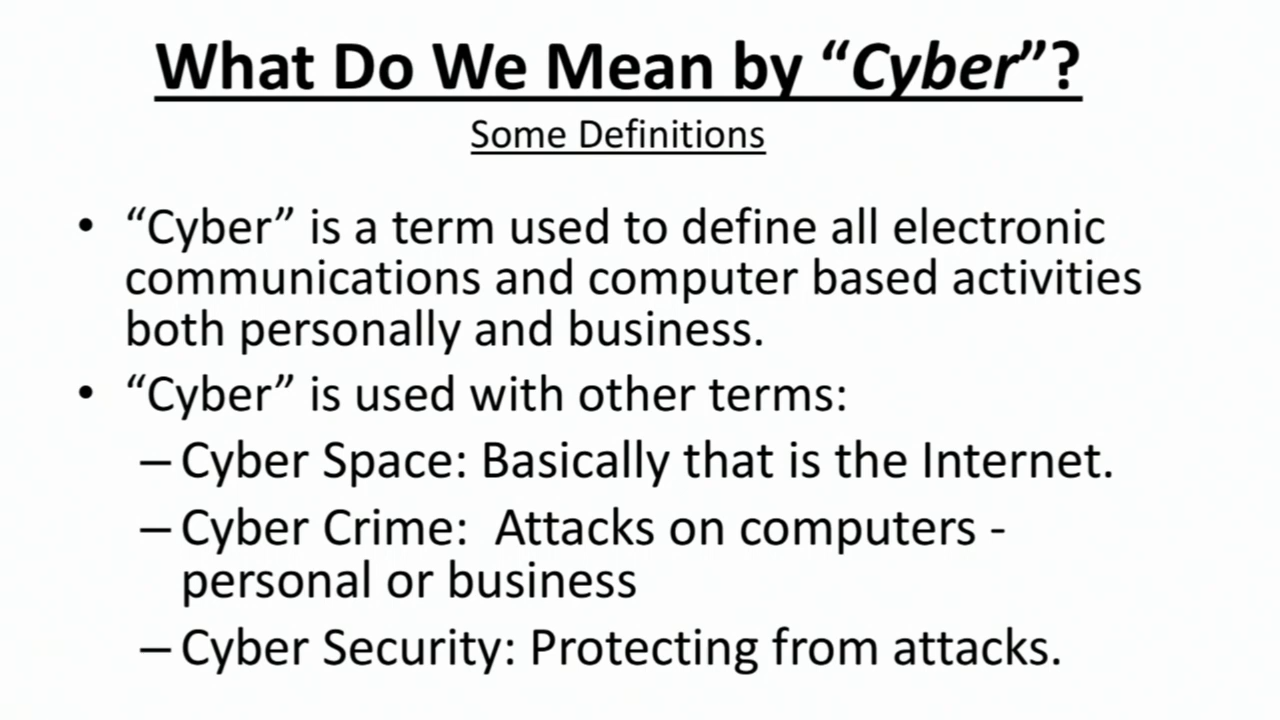 What Do We Mean by “Cyber”?
Some Definitions
• “Cyber” is a term used to define all electronic
communications and computer based activities
both personally and business.
• “Cyber” is used with other terms:
– Cyber Space: Basically that is the Internet.
– Cyber Crime:  Attacks on computers -
personal or business
– Cyber Security: Protecting from attacks.